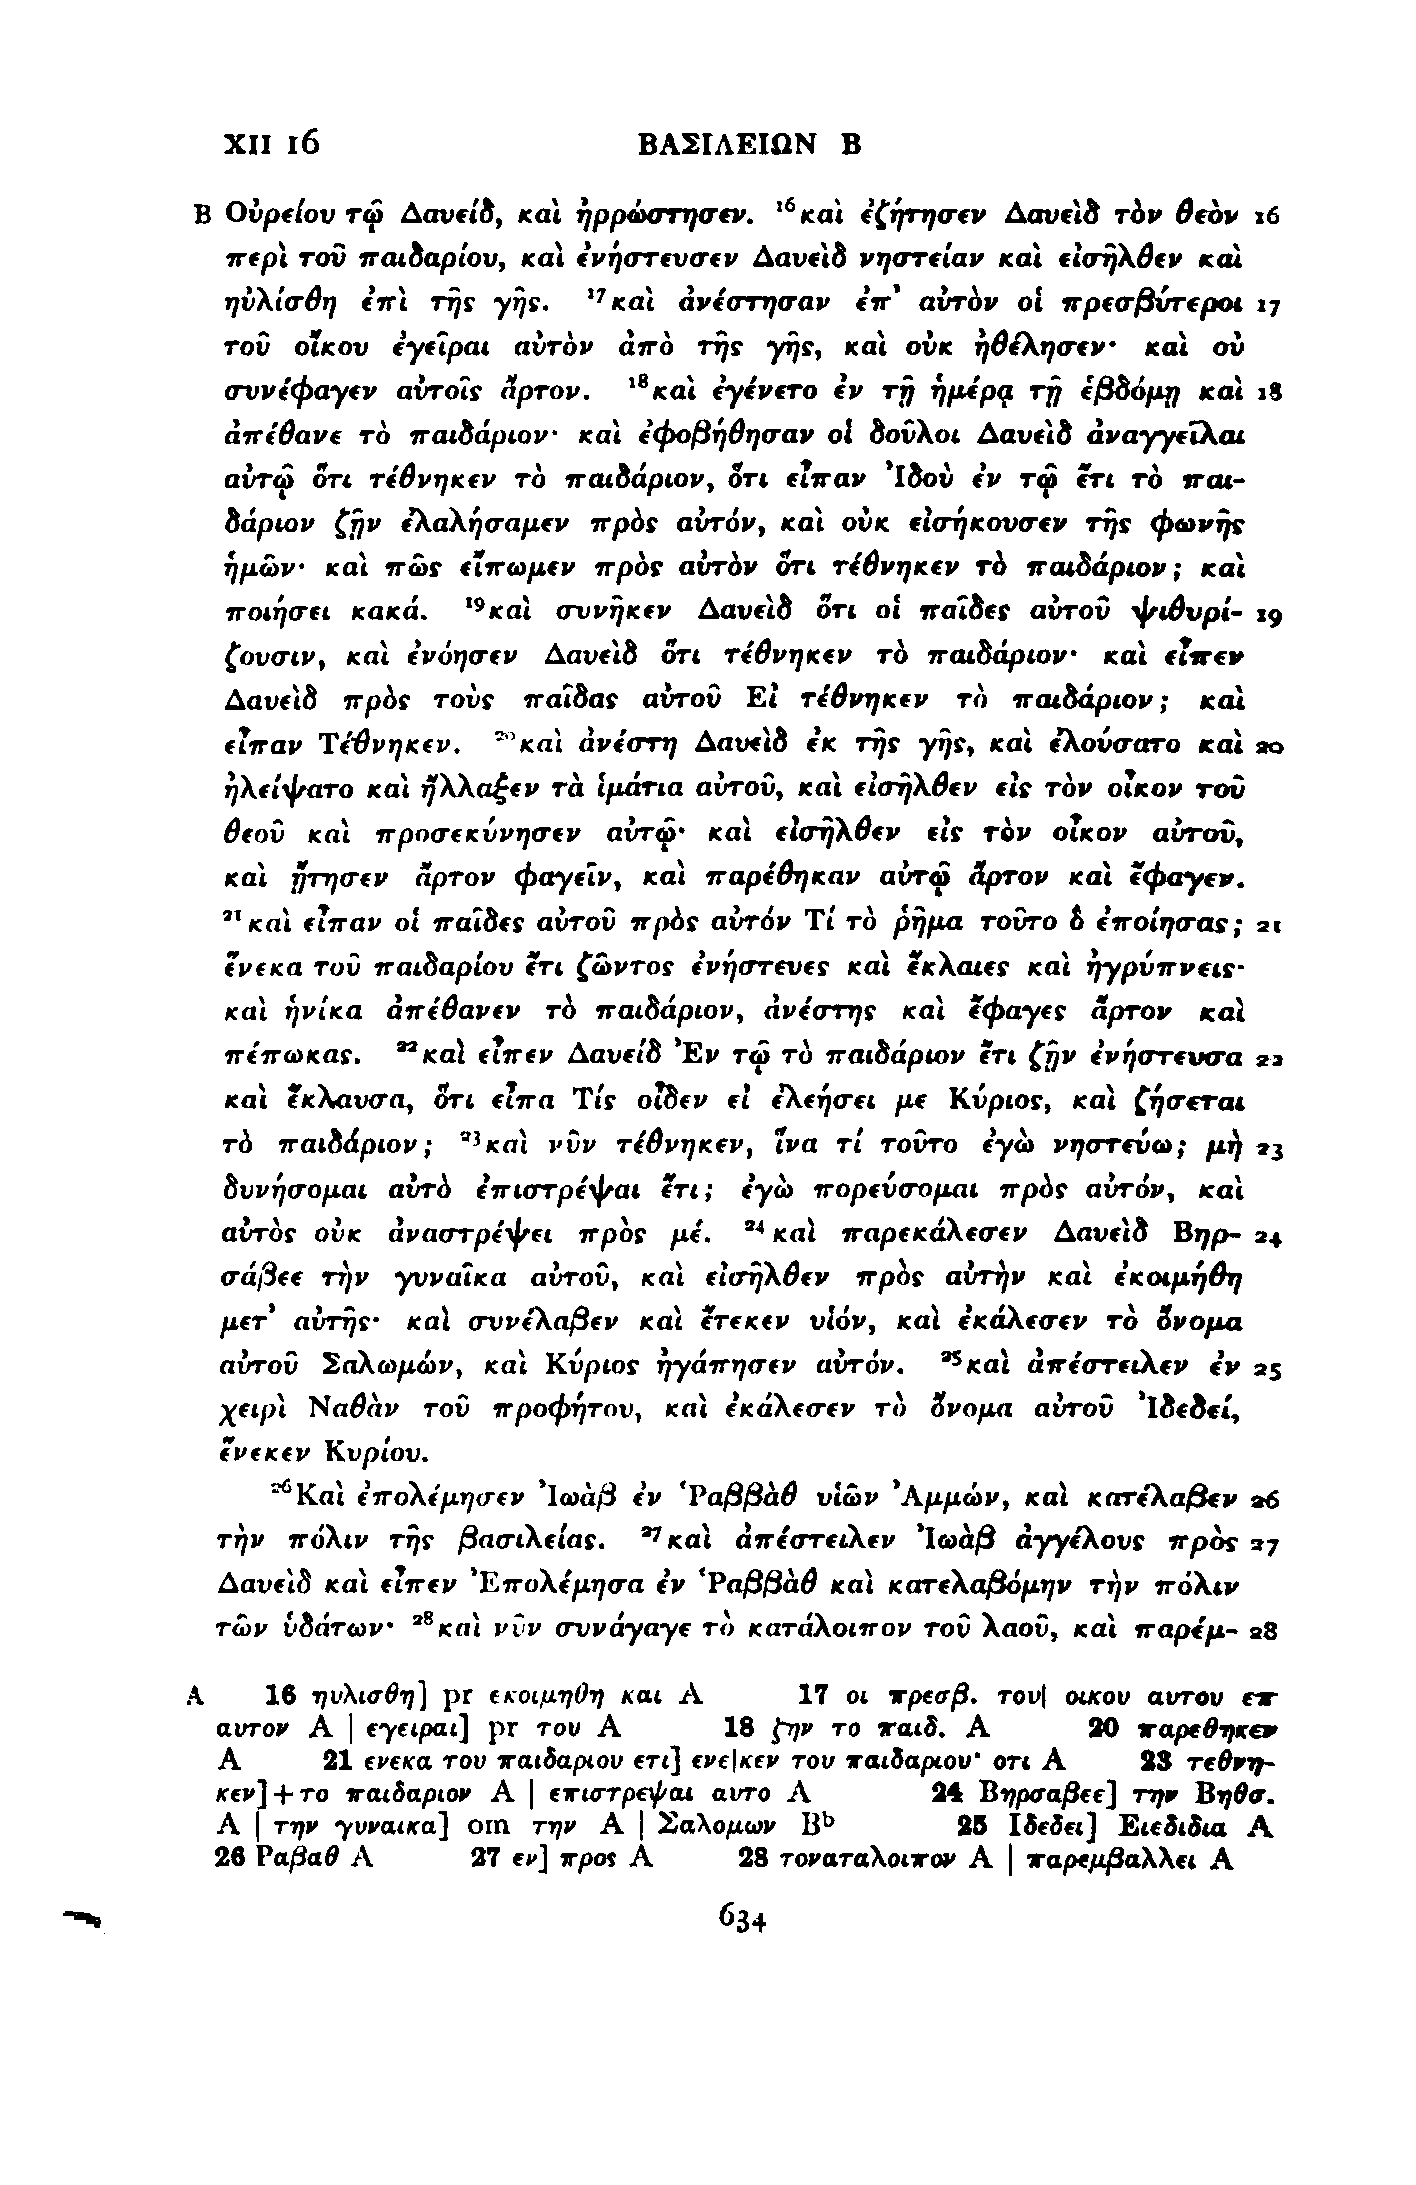 XII 16 ΒΑΣΙΛΕΙΩΝ Β
B Οὐρείου τῷ Δαυείδ, καὶ ἠρρώστησεν. ¹⁶καὶ ἐζήτησεν Δαυεὶδ τὸν θεὸν 16
περὶ τοῦ παιδαρίου, καὶ ἐνήστευσεν Δαυεὶδ νηστείαν καὶ εἰσῆλθεν καὶ
ηὐλίσθη ἐπὶ τῆς γῆς. ¹⁷καὶ ἀνέστησαν ἐπ’ αὐτὸν οἱ πρεσβύτεροι 17
τοῦ οἴκου ἐγεῖραι αὐτὸν ἀπὸ τῆς γῆς, καὶ οὐκ ἠθέλησεν· καὶ οὐ
συνέφαγεν αὐτοῖς ἄρτον. ¹⁸καὶ ἐγένετο ἐν τῇ ἡμέρᾳ τῇ ἑβδόμῃ καὶ 18
ἀπέθανε τὸ παιδάριον· καὶ ἐφοβήθησαν οἱ δοῦλοι Δαυεὶδ ἀναγγεῖλαι
αὐτῷ ὅτι τέθνηκεν τὸ παιδάριον, ὅτι εἶπαν Ἰδοὺ ἐν τῷ ἔτι τὸ παι-
δάριον ζῇν ἐλαλήσαμεν πρὸς αὐτόν, καὶ οὐκ εἰσήκουσεν τῆς φωνῆς
ἡμῶν· καὶ πῶς εἴπωμεν πρὸς αὐτὸν ὅτι τέθνηκεν τὸ παιδάριον; καὶ
ποιήσει κακά. ¹⁹καὶ συνῆκεν Δαυεὶδ ὅτι οἱ παῖδες αὐτοῦ ψιθυρί- 19
ζουσιν, καὶ ἐνόησεν Δαυεὶδ ὅτι τέθνηκεν τὸ παιδάριον· καὶ εἶπεν
Δαυεὶδ πρὸς τοὺς παῖδας αὐτοῦ Εἰ τέθνηκεν τὸ παιδάριον; καὶ
εἶπαν Τέθνηκεν. ²⁰καὶ ἀνέστη Δαυεὶδ ἐκ τῆς γῆς, καὶ ἐλούσατο καὶ 20
ἠλείψατο καὶ ἤλλαξεν τὰ ἱμάτια αὐτοῦ, καὶ εἰσῆλθεν εἰς τὸν οἶκον τοῦ
θεοῦ καὶ προσεκύνησεν αὐτῷ· καὶ εἰσῆλθεν εἰς τὸν οἶκον αὐτοῦ,
καὶ ᾔτησεν ἄρτον φαγεῖν, καὶ παρέθηκαν αὐτῷ ἄρτον καὶ ἔφαγεν.
²¹καὶ εἶπαν οἱ παῖδες αὐτοῦ πρὸς αὐτόν Τί τὸ ῥῆμα τοῦτο ὃ ἐποίησας; 21
ἕνεκα τοῦ παιδαρίου ἔτι ζῶντος ἐνήστευες καὶ ἔκλαιες καὶ ἠγρύπνεις·
καὶ ἡνίκα ἀπέθανεν τὸ παιδάριον, ἀνέστης καὶ ἔφαγες ἄρτον καὶ
πέπωκας. ²²καὶ εἶπεν Δαυείδ Ἐν τῷ τὸ παιδάριον ἔτι ζῇν ἐνήστευσα 22
καὶ ἔκλαυσα, ὅτι εἶπα Τίς οἶδεν εἰ ἐλεήσει με Κύριος, καὶ ζήσεται
τὸ παιδάριον; ²³καὶ νῦν τέθνηκεν, ἵνα τί τοῦτο ἐγὼ νηστεύω; μὴ 23
δυνήσομαι αὐτὸ ἐπιστρέψαι ἔτι; ἐγὼ πορεύσομαι πρὸς αὐτόν, καὶ
αὐτὸς οὐκ ἀναστρέψει πρὸς μέ. ²⁴καὶ παρεκάλεσεν Δαυεὶδ Βηρ- 24
σάβεε τὴν γυναῖκα αὐτοῦ, καὶ εἰσῆλθεν πρὸς αὐτὴν καὶ ἐκοιμήθη
μετ’ αὐτῆς· καὶ συνέλαβεν καὶ ἔτεκεν υἱόν, καὶ ἐκάλεσεν τὸ ὄνομα
αὐτοῦ Σαλωμών, καὶ Κύριος ἠγάπησεν αὐτόν. ²⁵καὶ ἀπέστειλεν ἐν 25
χειρὶ Ναθὰν τοῦ προφήτου, καὶ ἐκάλεσεν τὸ ὄνομα αὐτοῦ Ἰδεδεί,
ἕνεκεν Κυρίου.
²⁶Καὶ ἐπολέμησεν Ἰωὰβ ἐν Ῥαββὰθ υἱῶν Ἀμμών, καὶ κατέλαβεν 26
τὴν πόλιν τῆς βασιλείας. ²⁷καὶ ἀπέστειλεν Ἰωὰβ ἀγγέλους πρὸς 27
Δαυεὶδ καὶ εἶπεν Ἐπολέμησα ἐν Ῥαββὰθ καὶ κατελαβόμην τὴν πόλιν
τῶν ὑδάτων· ²⁸καὶ νῦν συνάγαγε τὸ κατάλοιπον τοῦ λαοῦ, καὶ παρέμ- 28
A 16 ηυλισθη] pr εκοιμηθη και A 17 οι πρεσβ. του| οικου αυτου επ
αυτον A | εγειραι] pr του A 18 ζην το παιδ. A 20 παρεθηκεν
A 21 ενεκα του παιδαριου ετι] ενε|κεν του παιδαριου· οτι A 23 τεθνη-
κεν]+το παιδαριον A | επιστρεψαι αυτο A 24 Βηρσαβεε] την Βηθσ.
A | την γυναικα] om την A | Σαλομων Bᵇ 25 Ιδεδει] Ειεδιδια A
26 Ραβαθ A 27 εν] προς A 28 τοναταλοιπον A | παρεμβαλλει A
634